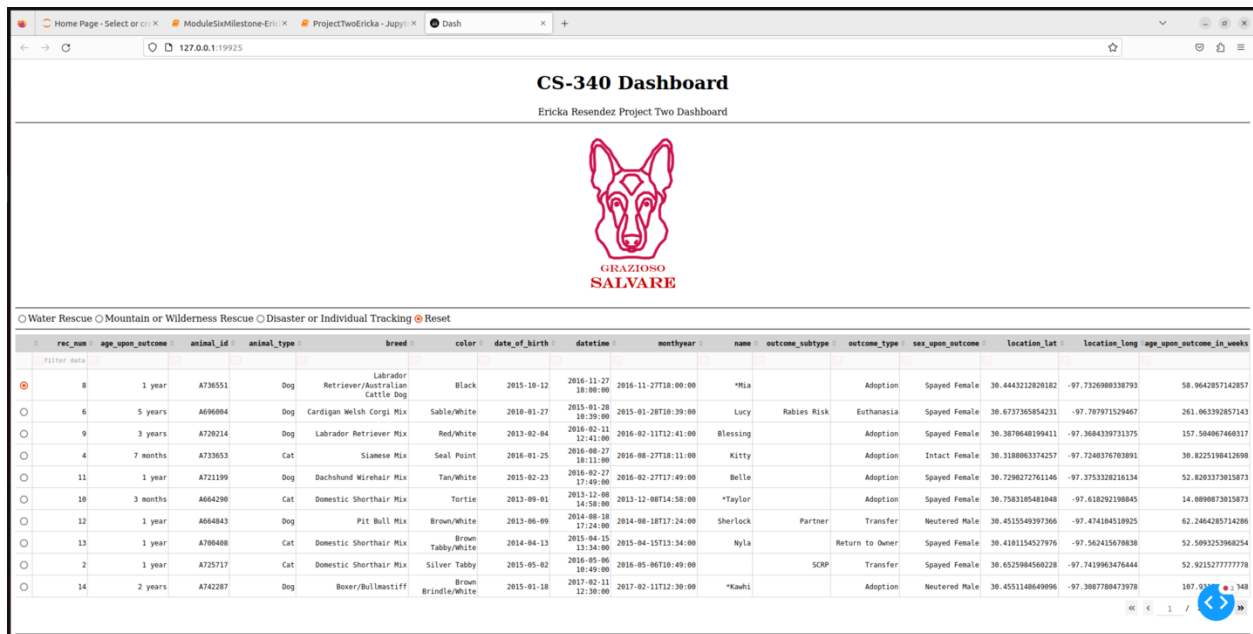 Home Page - Select or cr ModuleSixMilestone-Eric ProjectTwoEricka - Jupyt Dash
127.0.0.1:19925
CS-340 Dashboard
Ericka Resendez Project Two Dashboard
GRAZIOSO
SALVARE
Water Rescue Mountain or Wilderness Rescue Disaster or Individual Tracking Reset
rec_num age_upon_outcome animal_id animal_type breed color date_of_birth datetime monthyear name outcome_subtype outcome_type sex_upon_outcome location_lat location_long age_upon_outcome_in_weeks
filter data
8 1 year A736551 Dog Labrador Retriever/Australian Cattle Dog Black 2015-10-12 2016-11-27 18:00:00 2016-11-27T18:00:00 *Mia Adoption Spayed Female 30.4443212820182 -97.7326980338793 58.9642857142857
6 5 years A696004 Dog Cardigan Welsh Corgi Mix Sable/White 2010-01-27 2015-01-28 10:39:00 2015-01-28T10:39:00 Lucy Rabies Risk Euthanasia Spayed Female 30.6737365854231 -97.707971529467 261.063392857143
9 3 years A720214 Dog Labrador Retriever Mix Red/White 2013-02-04 2016-02-11 12:41:00 2016-02-11T12:41:00 Blessing Adoption Spayed Female 30.3870648199411 -97.3684339731375 157.504067460317
4 7 months A733653 Cat Siamese Mix Seal Point 2016-01-25 2016-08-27 18:11:00 2016-08-27T18:11:00 Kitty Adoption Intact Female 30.3188063374257 -97.7240376703891 30.8225198412698
11 1 year A721199 Dog Dachshund Wirehair Mix Tan/White 2015-02-23 2016-02-27 17:49:00 2016-02-27T17:49:00 Belle Adoption Spayed Female 30.7290272761146 -97.3753328216134 52.8203373015873
10 3 months A664290 Cat Domestic Shorthair Mix Tortie 2013-09-01 2013-12-08 14:58:00 2013-12-08T14:58:00 *Taylor Adoption Spayed Female 30.7583105481048 -97.618292198845 14.0890873015873
12 1 year A664843 Dog Pit Bull Mix Brown/White 2013-06-09 2014-08-18 17:24:00 2014-08-18T17:24:00 Sherlock Partner Transfer Neutered Male 30.4515549397366 -97.474104510925 62.2464285714286
13 1 year A700408 Cat Domestic Shorthair Mix Brown Tabby/White 2014-04-13 2015-04-15 13:34:00 2015-04-15T13:34:00 Nyla Return to Owner Spayed Female 30.4101154527976 -97.562415670838 52.5093253968254
2 1 year A725717 Cat Domestic Shorthair Mix Silver Tabby 2015-05-02 2016-05-06 10:49:00 2016-05-06T10:49:00 SCRP Transfer Spayed Female 30.6525984560228 -97.7419963476444 52.9215277777778
14 2 years A742287 Dog Boxer/Bullmastiff Brown Brindle/White 2015-01-18 2017-02-11 12:30:00 2017-02-11T12:30:00 *Kawhi Adoption Neutered Male 30.4551148649096 -97.3087780473978
1 /